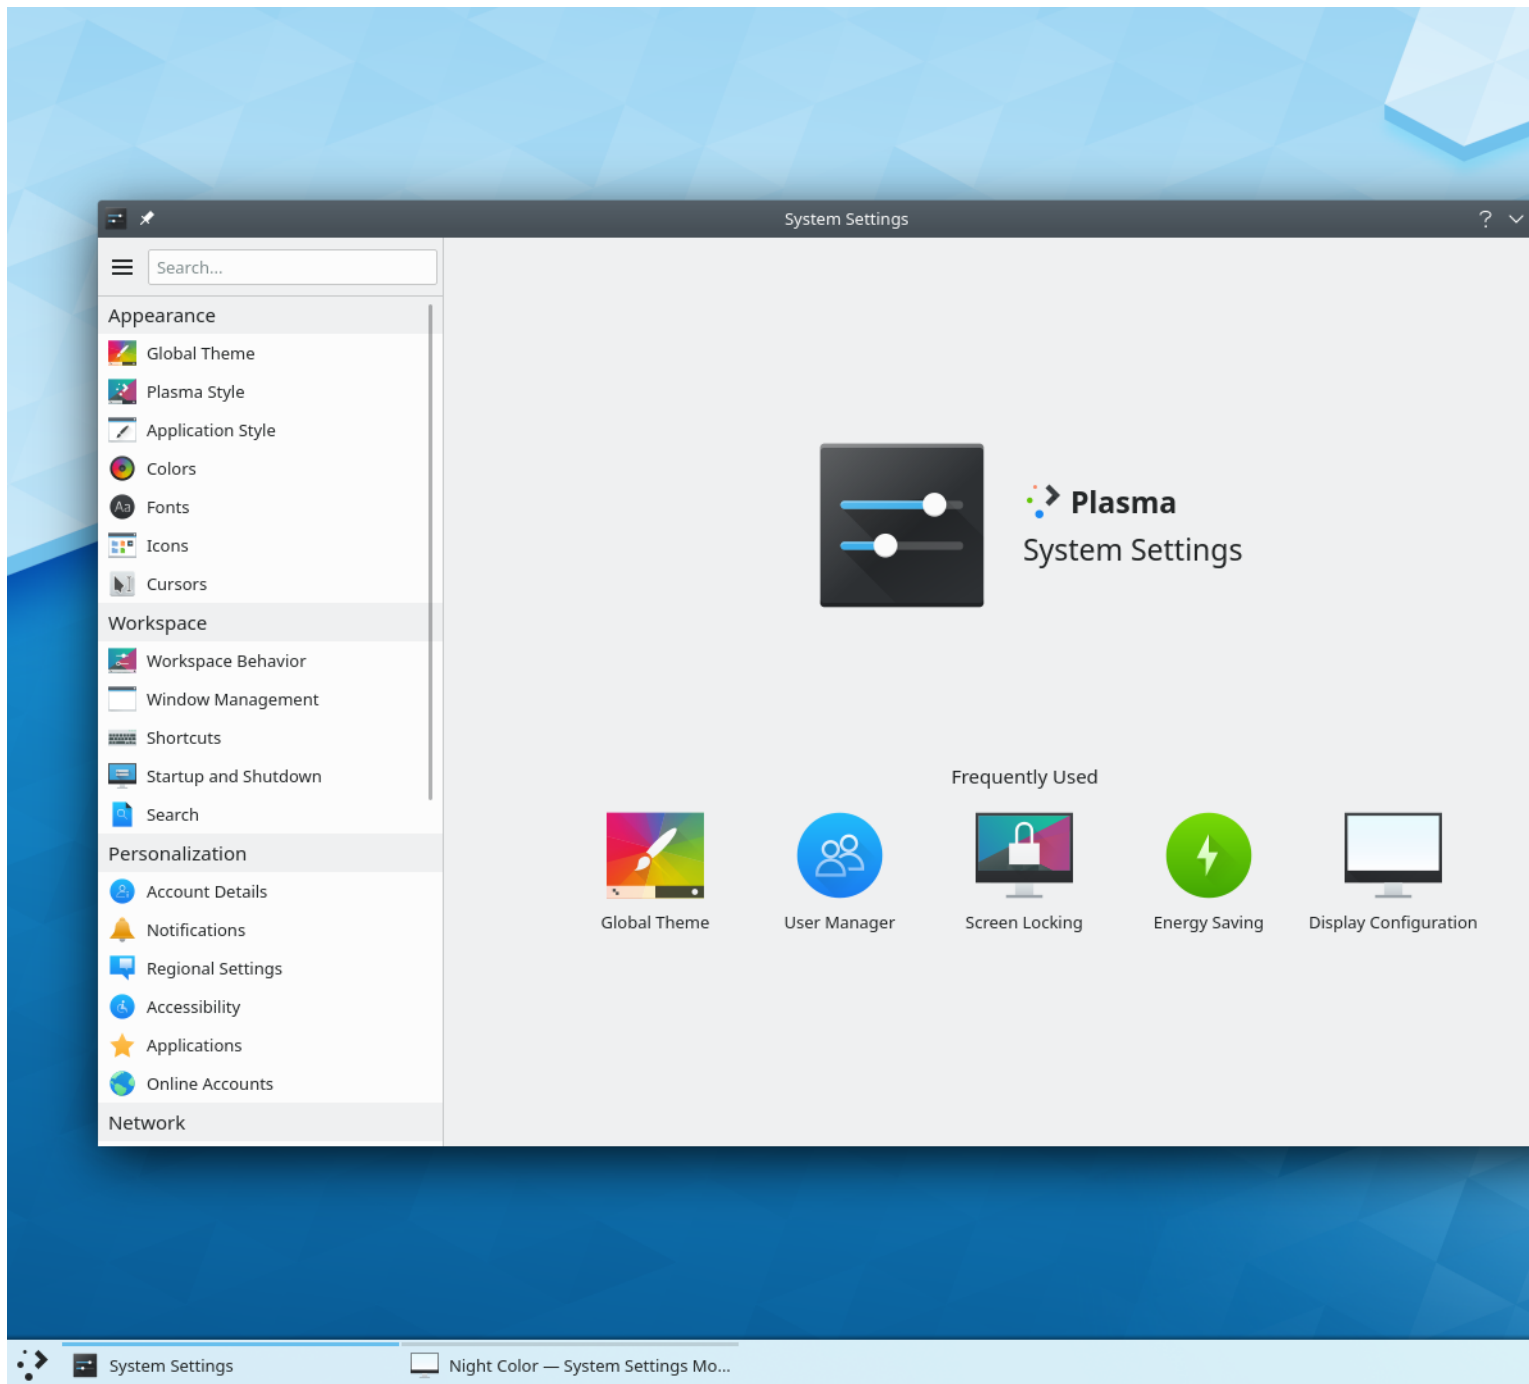 System Settings
?
Search...
Appearance
Global Theme
Plasma Style
Application Style
Colors
Aa Fonts
Icons
Cursors
Workspace
Workspace Behavior
Window Management
Shortcuts
Startup and Shutdown
Search
Personalization
Account Details
Notifications
Regional Settings
Accessibility
Applications
Online Accounts
Network
Plasma
System Settings
Frequently Used
Global Theme
User Manager
Screen Locking
Energy Saving
Display Configuration
System Settings
Night Color — System Settings Mo...